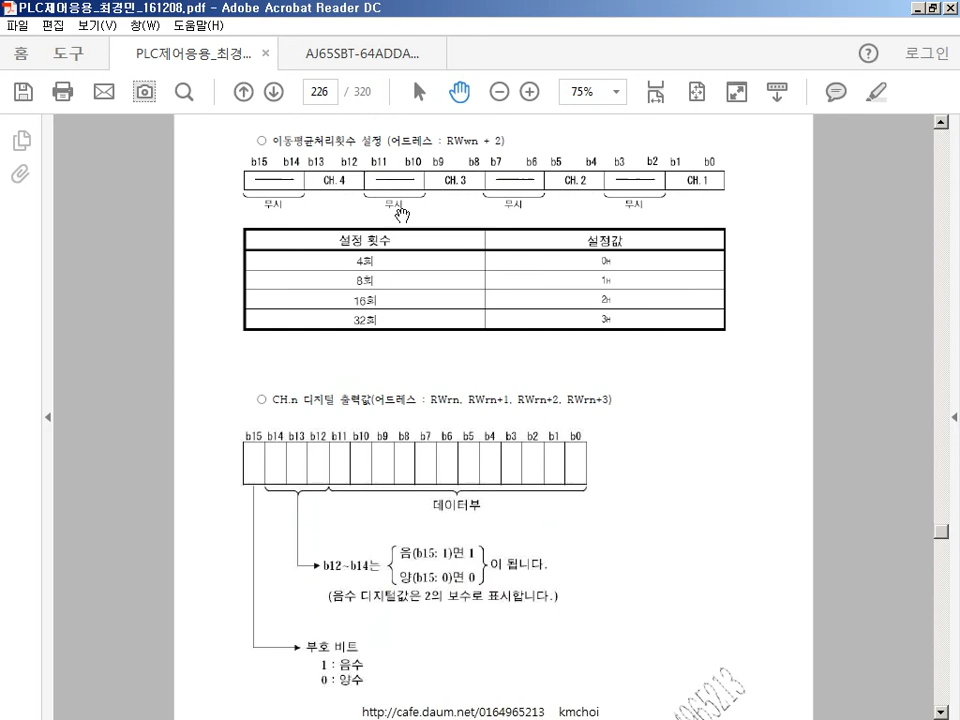 PLC제어응용_최경민_161208.pdf - Adobe Acrobat Reader DC
파일 편집 보기(V) 창(W) 도움말(H)
홈 도구 PLC제어응용_최경... × AJ65SBT-64ADDA... 로그인
226 / 320 75%
○ 이동평균처리횟수 설정 (어드레스 : RWwn + 2)
b15 b14 b13 b12 b11 b10 b9 b8 b7 b6 b5 b4 b3 b2 b1 b0
CH. 4 CH. 3 CH. 2 CH. 1
무시 무시 무시 무시
설정 횟수 설정값
4회 0H
8회 1H
16회 2H
32회 3H
○ CH.n 디지털 출력값(어드레스 : RWrn, RWrn+1, RWrn+2, RWrn+3)
b15 b14 b13 b12 b11 b10 b9 b8 b7 b6 b5 b4 b3 b2 b1 b0
데이터부
음(b15: 1)면 1
b12~b14는 이 됩니다.
양(b15: 0)면 0
(음수 디지털값은 2의 보수로 표시합니다.)
부호 비트
1 : 음수
0 : 양수
http://cafe.daum.net/0164965213 kmchoi